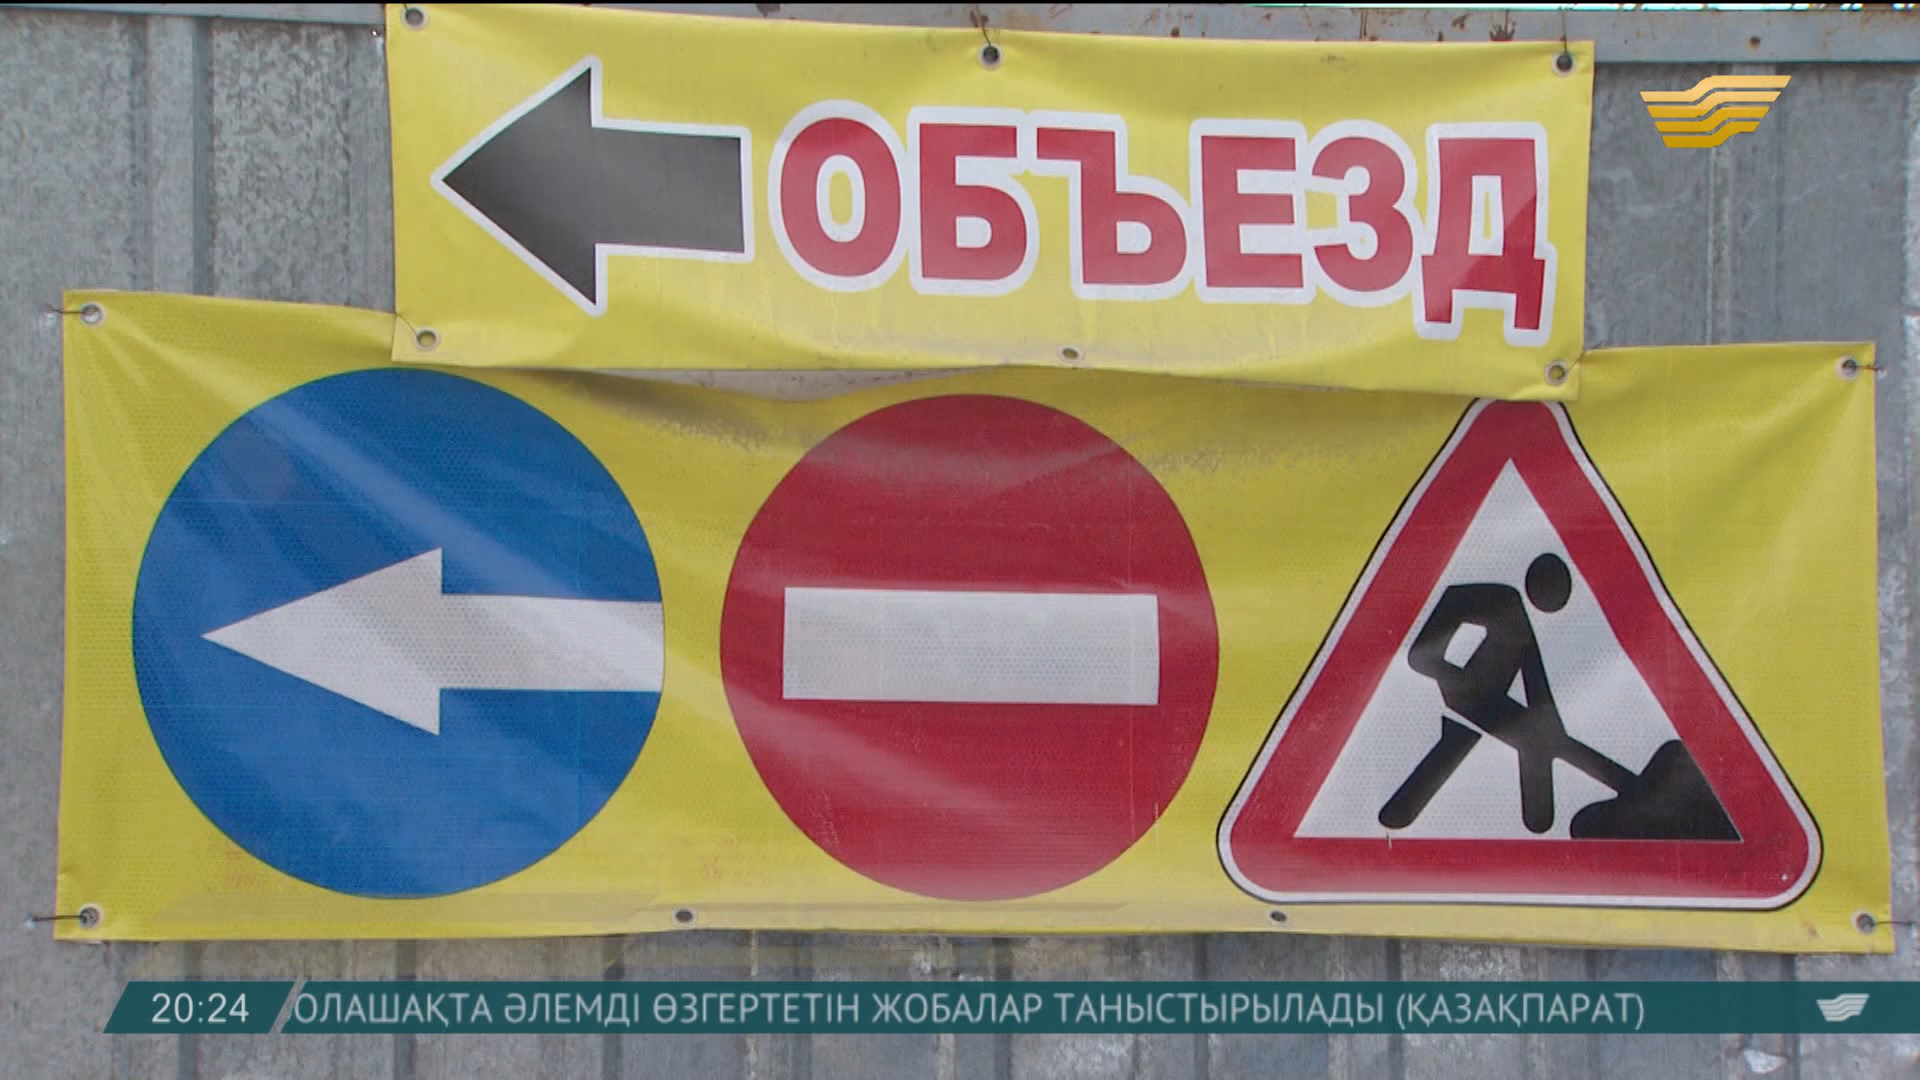 ОБЪЕЗД
20:24 ОЛАШАҚТА ӘЛЕМДІ ӨЗГЕРТЕТІН ЖОБАЛАР ТАНЫСТЫРЫЛАДЫ (ҚАЗАҚПАРАТ)